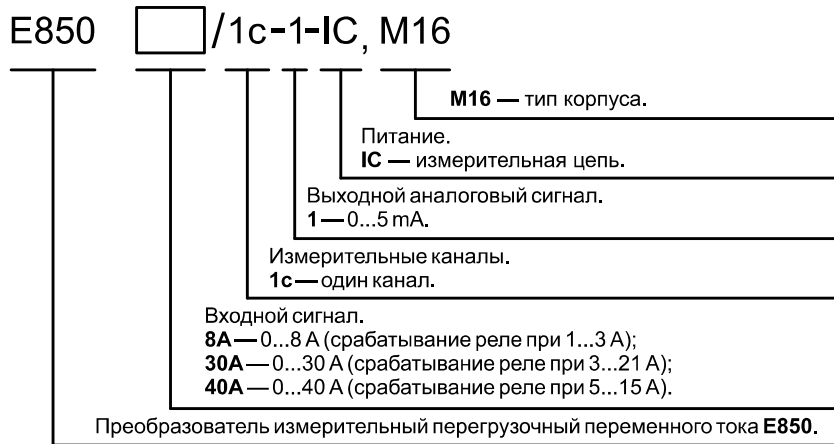 E850 /1c-1-IC, M16
M16 — тип корпуса.
Питание.
IC — измерительная цепь.
Выходной аналоговый сигнал.
1 — 0...5 mA.
Измерительные каналы.
1c — один канал.
Входной сигнал.
8A — 0...8 A (срабатывание реле при 1...3 A);
30A — 0...30 A (срабатывание реле при 3...21 A);
40A — 0...40 A (срабатывание реле при 5...15 A).
Преобразователь измерительный перегрузочный переменного тока E850.